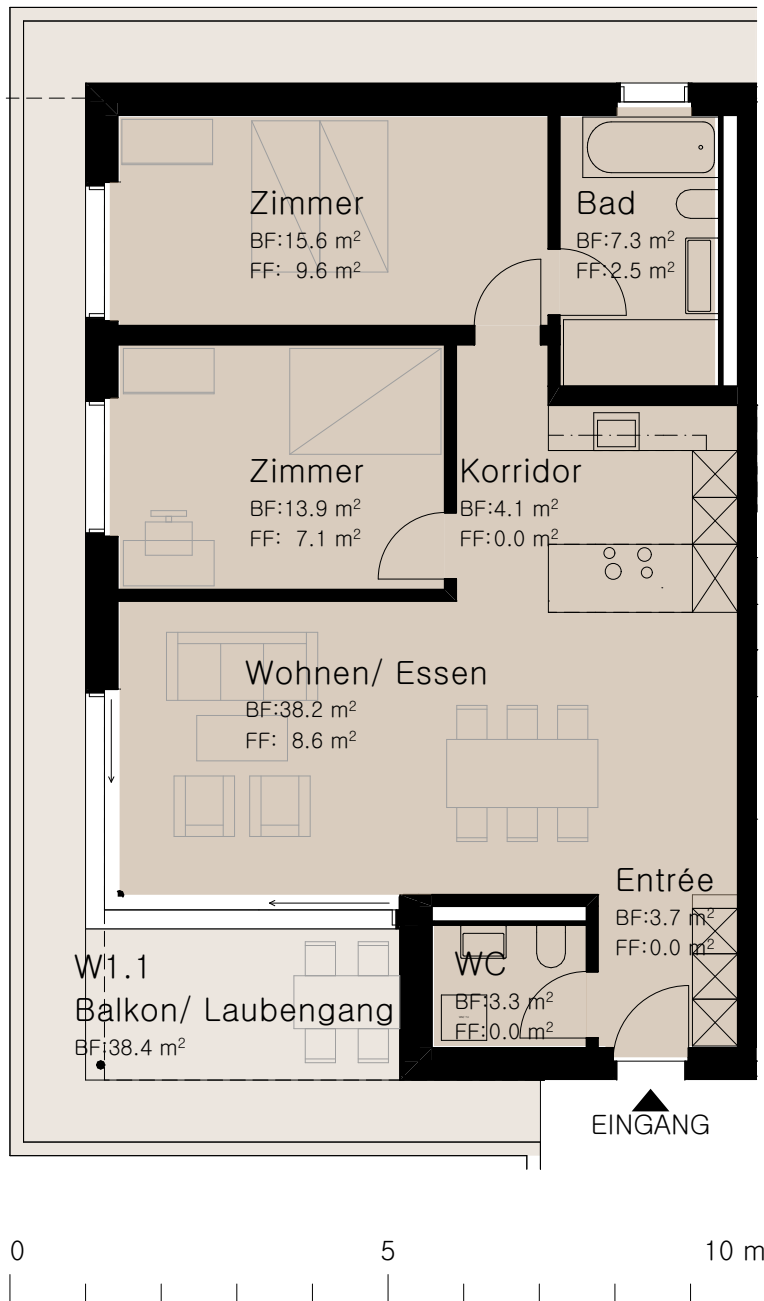 Zimmer
BF:15.6 m²
FF: 9.6 m²
Bad
BF:7.3 m²
FF:2.5 m²
Zimmer
BF:13.9 m²
FF: 7.1 m²
Korridor
BF:4.1 m²
FF:0.0 m²
Wohnen/ Essen
BF:38.2 m²
FF: 8.6 m²
Entrée
BF:3.7 m²
FF:0.0 m²
W1.1
Balkon/ Laubengang
BF:38.4 m²
WC
BF:3.3 m²
FF:0.0 m²
EINGANG
0 5 10 m